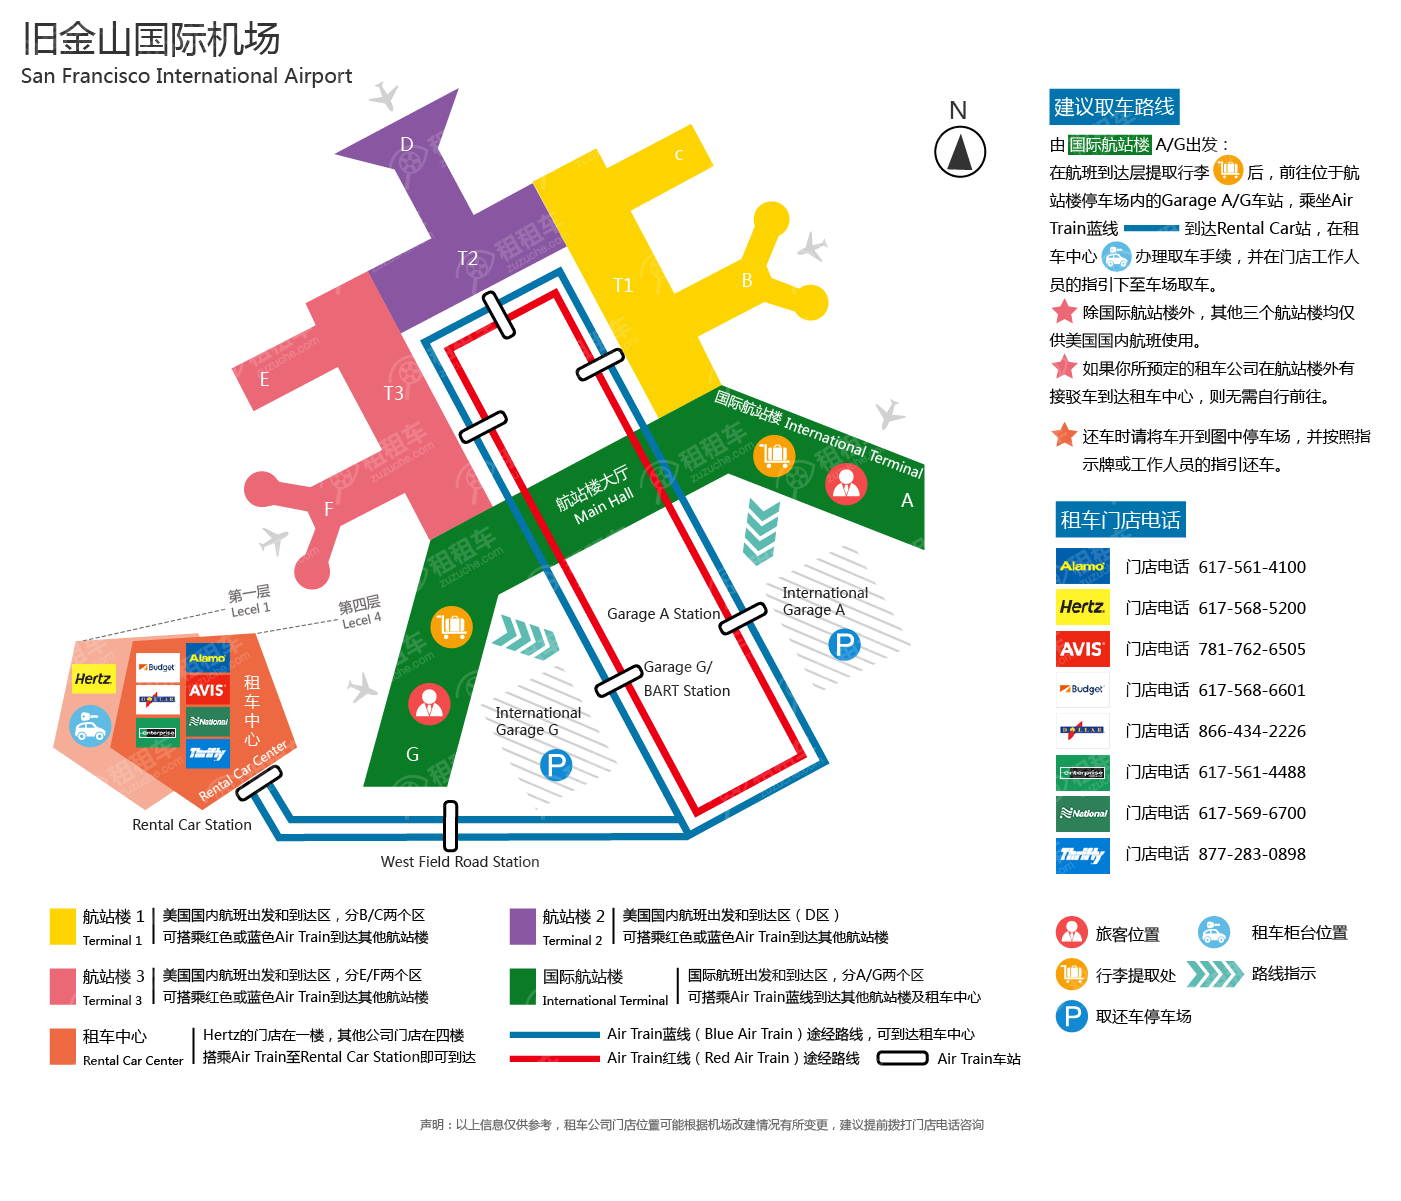 旧金山国际机场
San Francisco International Airport
N
D
c
T2
T1
B
E
T3
F
国际航站楼 International Terminal
A
航站楼大厅
Main Hall
G
第一层
Lecel 1
第四层
Lecel 4
Hertz
Budget
DOLLAR
enterprise
Alamo
AVIS
National
Thrifty
租车中心
Rental Car Center
Rental Car Station
West Field Road Station
Garage A Station
Garage G/
BART Station
International
Garage A
P
International
Garage G
P
建议取车路线
由 国际航站楼 A/G出发：
在航班到达层提取行李 后，前往位于航
站楼停车场内的Garage A/G车站，乘坐Air
Train蓝线 到达Rental Car站，在租
车中心 办理取车手续，并在门店工作人
员的指引下至车场取车。
除国际航站楼外，其他三个航站楼均仅
供美国国内航班使用。
如果你所预定的租车公司在航站楼外有
接驳车到达租车中心，则无需自行前往。
还车时请将车开到图中停车场，并按照指
示牌或工作人员的指引还车。
租车门店电话
Alamo 门店电话 617-561-4100
Hertz 门店电话 617-568-5200
AVIS 门店电话 781-762-6505
Budget 门店电话 617-568-6601
DOLLAR 门店电话 866-434-2226
enterprise 门店电话 617-561-4488
National 门店电话 617-569-6700
Thrifty 门店电话 877-283-0898
旅客位置
租车柜台位置
行李提取处
路线指示
P 取还车停车场
航站楼 1
Terminal 1
美国国内航班出发和到达区，分B/C两个区
可搭乘红色或蓝色Air Train到达其他航站楼
航站楼 2
Terminal 2
美国国内航班出发和到达区（D区）
可搭乘红色或蓝色Air Train到达其他航站楼
航站楼 3
Terminal 3
美国国内航班出发和到达区，分E/F两个区
可搭乘红色或蓝色Air Train到达其他航站楼
国际航站楼
International Terminal
国际航班出发和到达区，分A/G两个区
可搭乘Air Train蓝线到达其他航站楼及租车中心
租车中心
Rental Car Center
Hertz的门店在一楼，其他公司门店在四楼
搭乘Air Train至Rental Car Station即可到达
Air Train蓝线（Blue Air Train）途经路线，可到达租车中心
Air Train红线（Red Air Train）途经路线
Air Train车站
声明：以上信息仅供参考，租车公司门店位置可能根据机场改建情况有所变更，建议提前拨打门店电话咨询
租租车
zuzuche.com